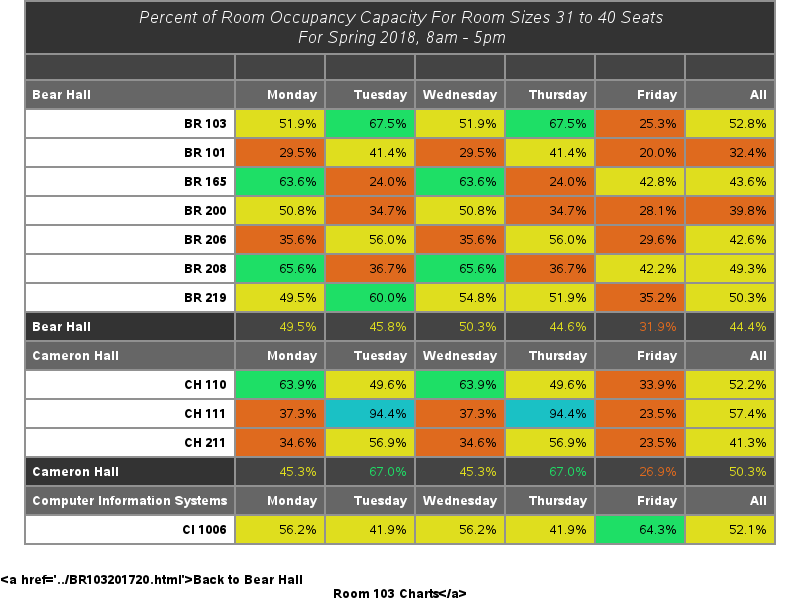 Percent of Room Occupancy Capacity For Room Sizes 31 to 40 Seats
For Spring 2018, 8am - 5pm
Bear Hall Monday Tuesday Wednesday Thursday Friday All
BR 103 51.9% 67.5% 51.9% 67.5% 25.3% 52.8%
BR 101 29.5% 41.4% 29.5% 41.4% 20.0% 32.4%
BR 165 63.6% 24.0% 63.6% 24.0% 42.8% 43.6%
BR 200 50.8% 34.7% 50.8% 34.7% 28.1% 39.8%
BR 206 35.6% 56.0% 35.6% 56.0% 29.6% 42.6%
BR 208 65.6% 36.7% 65.6% 36.7% 42.2% 49.3%
BR 219 49.5% 60.0% 54.8% 51.9% 35.2% 50.3%
Bear Hall 49.5% 45.8% 50.3% 44.6% 31.9% 44.4%
Cameron Hall Monday Tuesday Wednesday Thursday Friday All
CH 110 63.9% 49.6% 63.9% 49.6% 33.9% 52.2%
CH 111 37.3% 94.4% 37.3% 94.4% 23.5% 57.4%
CH 211 34.6% 56.9% 34.6% 56.9% 23.5% 41.3%
Cameron Hall 45.3% 67.0% 45.3% 67.0% 26.9% 50.3%
Computer Information Systems Monday Tuesday Wednesday Thursday Friday All
CI 1006 56.2% 41.9% 56.2% 41.9% 64.3% 52.1%
&lt;a href='../BR103201720.html'&gt;Back to Bear Hall
Room 103 Charts&lt;/a&gt;